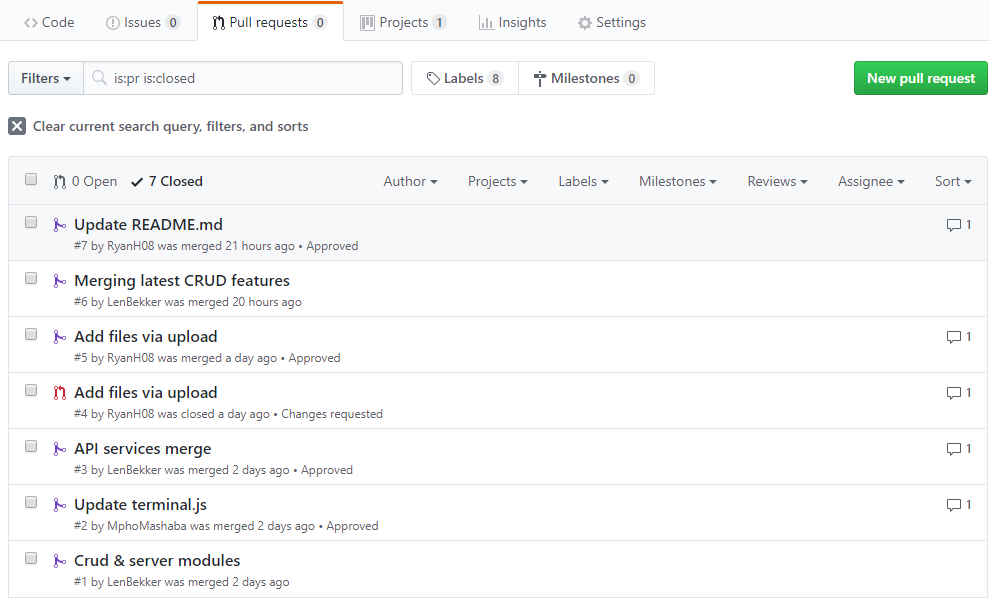 Code Issues 0 Pull requests 0 Projects 1 Insights Settings
Filters is:pr is:closed Labels 8 Milestones 0 New pull request
Clear current search query, filters, and sorts
0 Open 7 Closed Author Projects Labels Milestones Reviews Assignee Sort
Update README.md 1
#7 by RyanH08 was merged 21 hours ago • Approved
Merging latest CRUD features
#6 by LenBekker was merged 20 hours ago
Add files via upload 1
#5 by RyanH08 was merged a day ago • Approved
Add files via upload 1
#4 by RyanH08 was closed a day ago • Changes requested
API services merge 1
#3 by LenBekker was merged 2 days ago • Approved
Update terminal.js 1
#2 by MphoMashaba was merged 2 days ago • Approved
Crud & server modules
#1 by LenBekker was merged 2 days ago